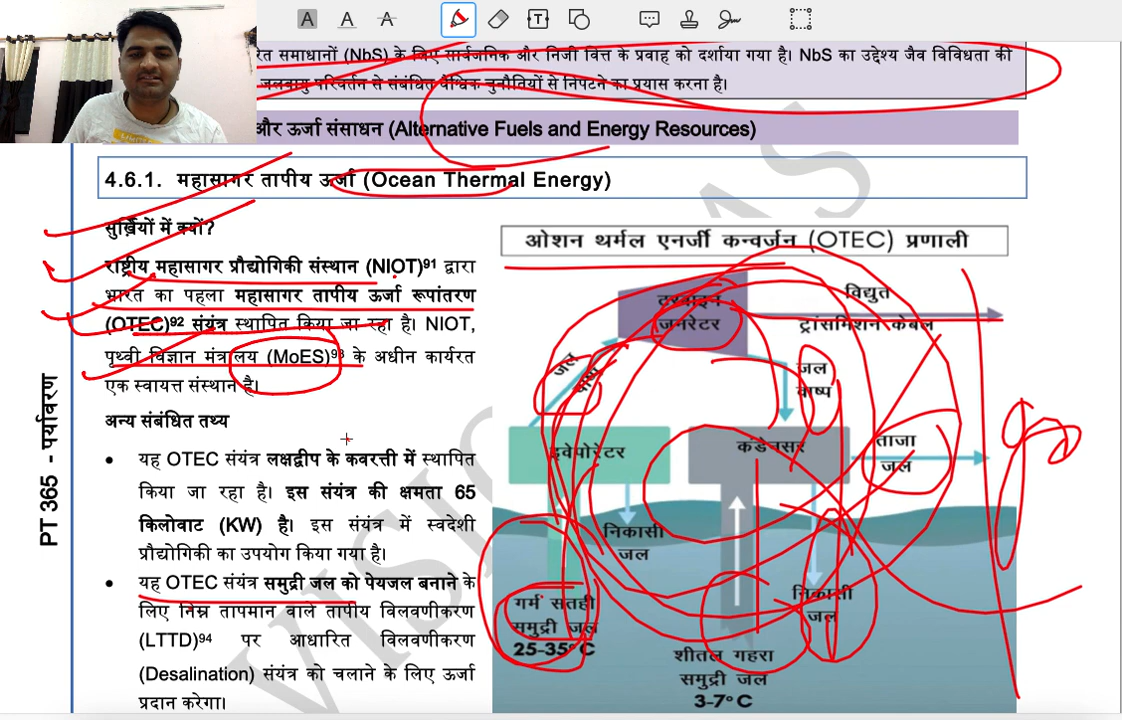 रित समाधानों (NbS) के लिए सार्वजनिक और निजी वित्त के प्रवाह को दर्शाया गया है। NbS का उद्देश्य जैव विविधता की
जलवायु परिवर्तन से संबंधित वैश्विक चुनौतियों से निपटने का प्रयास करना है।
और ऊर्जा संसाधन (Alternative Fuels and Energy Resources)
4.6.1. महासागर तापीय ऊर्जा (Ocean Thermal Energy)
सुर्ख़ियों में क्यों?
राष्ट्रीय महासागर प्रौद्योगिकी संस्थान (NIOT)91 द्वारा
भारत का पहला महासागर तापीय ऊर्जा रूपांतरण
(OTEC)92 संयंत्र स्थापित किया जा रहा है। NIOT,
पृथ्वी विज्ञान मंत्रालय (MoES)93 के अधीन कार्यरत
एक स्वायत्त संस्थान है।
अन्य संबंधित तथ्य
• यह OTEC संयंत्र लक्षद्वीप के कवरत्ती में स्थापित
किया जा रहा है। इस संयंत्र की क्षमता 65
किलोवाट (KW) है। इस संयंत्र में स्वदेशी
प्रौद्योगिकी का उपयोग किया गया है।
• यह OTEC संयंत्र समुद्री जल को पेयजल बनाने के
लिए निम्न तापमान वाले तापीय विलवणीकरण
(LTTD)94 पर आधारित विलवणीकरण
(Desalination) संयंत्र को चलाने के लिए ऊर्जा
प्रदान करेगा।
ओशन थर्मल एनर्जी कन्वर्जन (OTEC) प्रणाली
टरबाइन
जनरेटर
विद्युत
ट्रांसमिशन केबल
जल
वाष्प
जल
वाष्प
इवेपोरेटर
कंडेनसर
ताजा
जल
निकासी
जल
निकासी
जल
गर्म सतही
समुद्री जल
25-35°C
शीतल गहरा
समुद्री जल
3-7°C
PT 365 - पर्यावरण